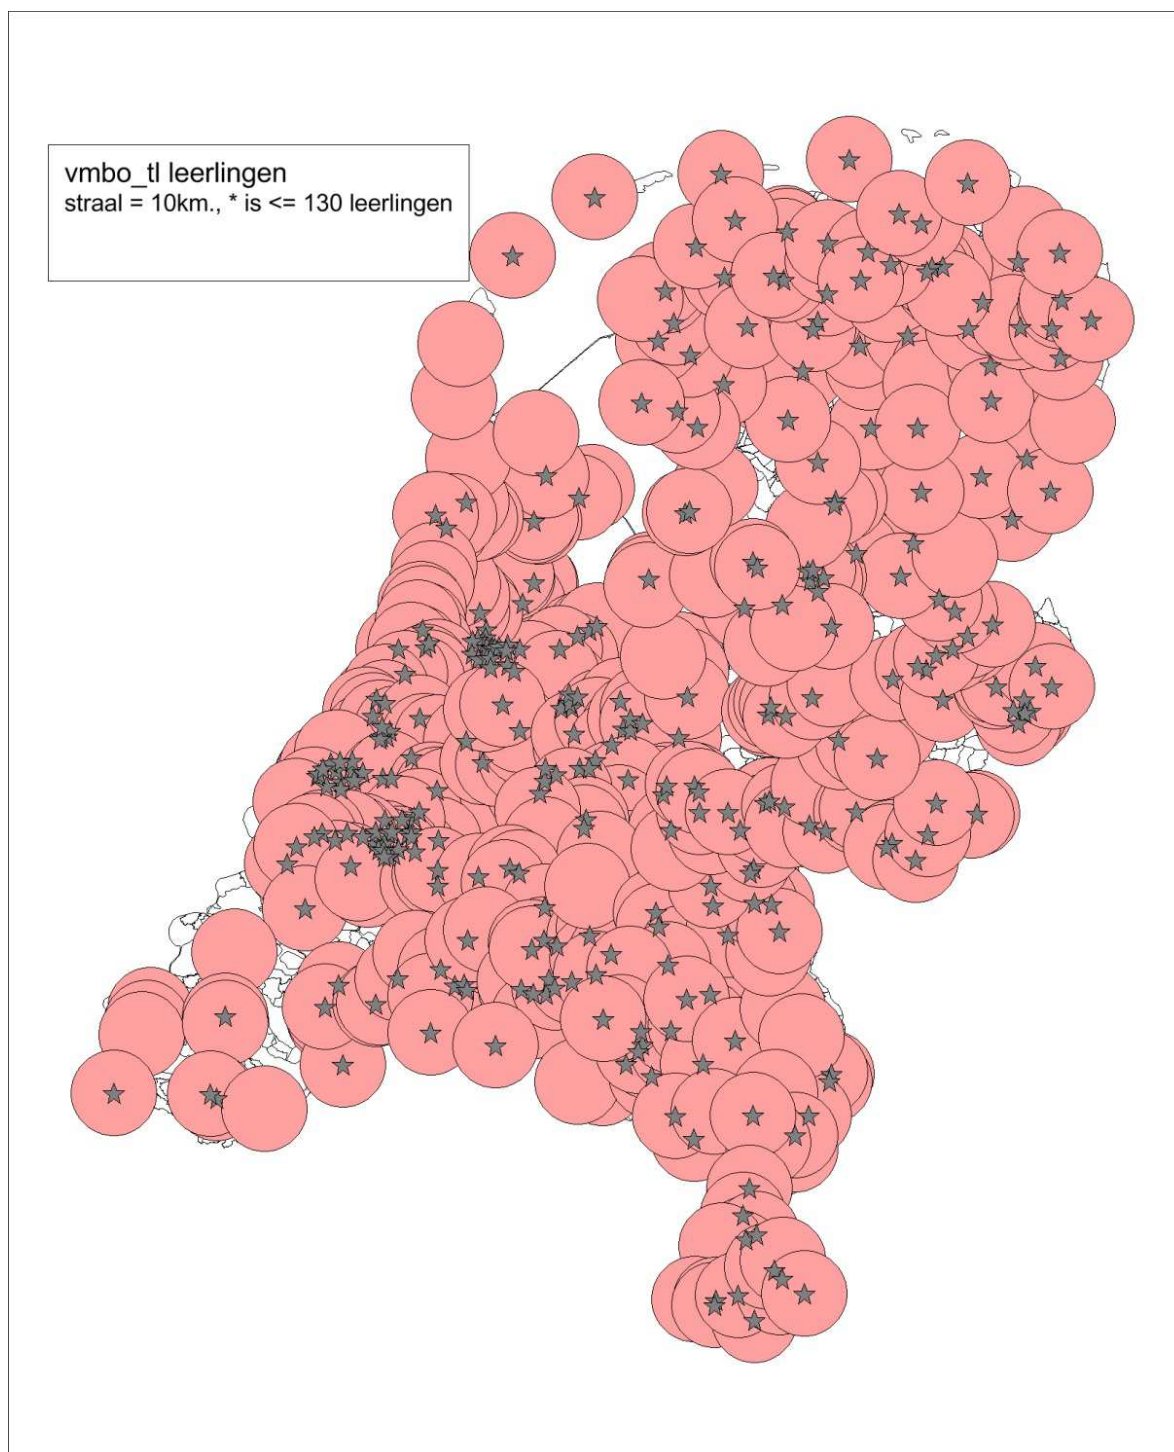 vmbo_tl leerlingen
straal = 10km., * is <= 130 leerlingen